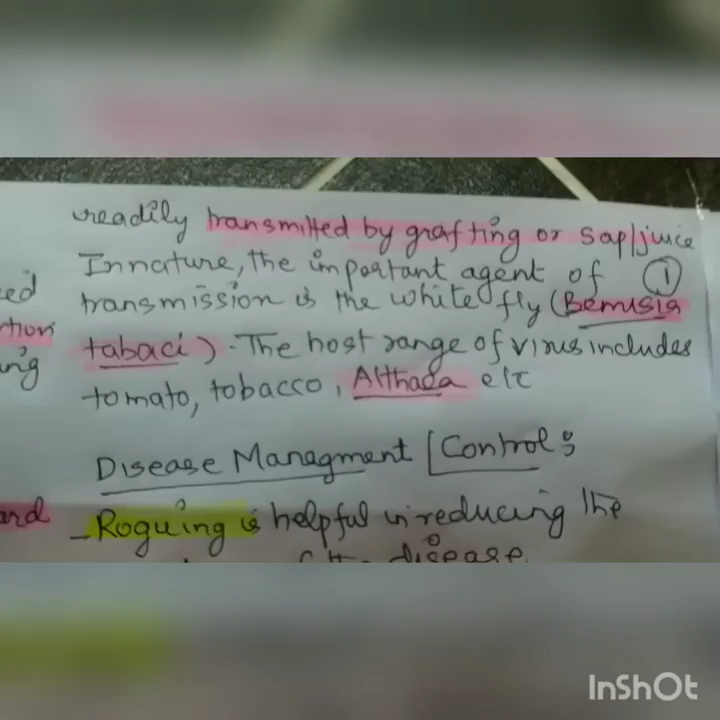 readily transmitted by grafting or sap/juice
In nature, the important agent of ①
transmission is the white fly (Bemisia
tabaci). The host range of virus includes
tomato, tobacco, Althaea etc
Disease Managment / Control :
- Roguing is helpful in reducing the
disease
ard
InShOt